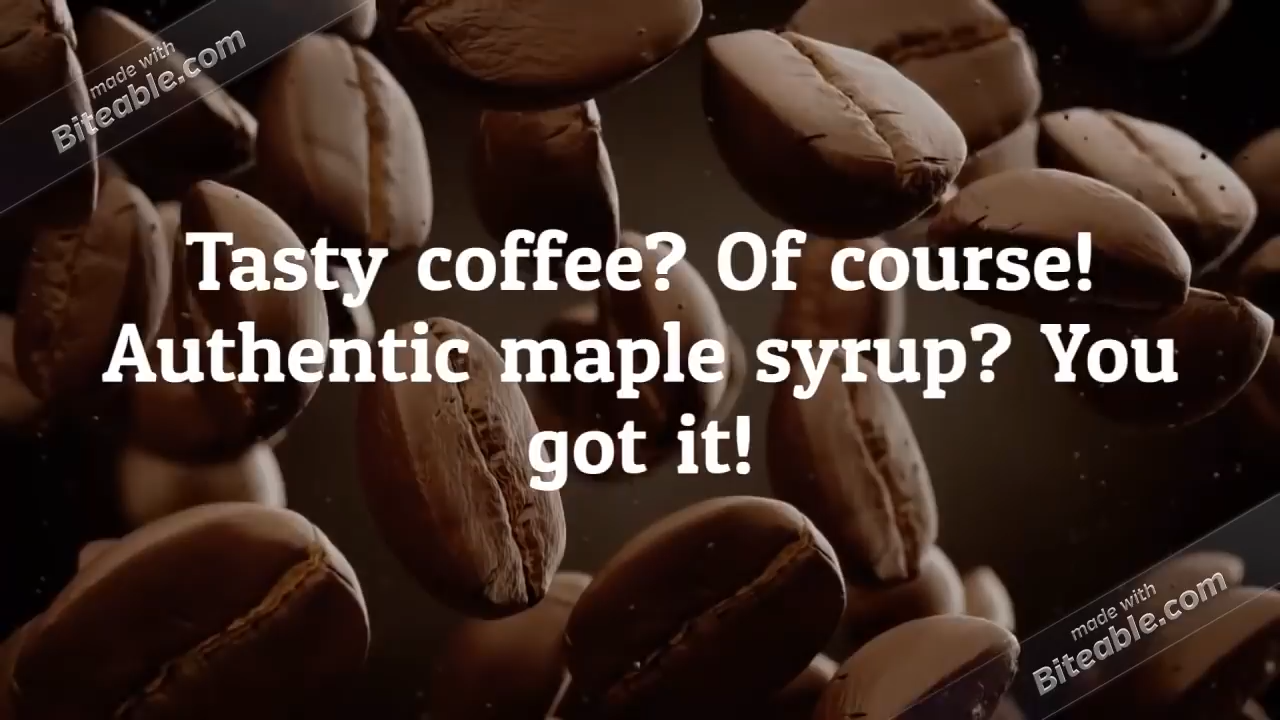 made with
Biteable.com
Tasty coffee? Of course!
Authentic maple syrup? You
got it!
made with
Biteable.com